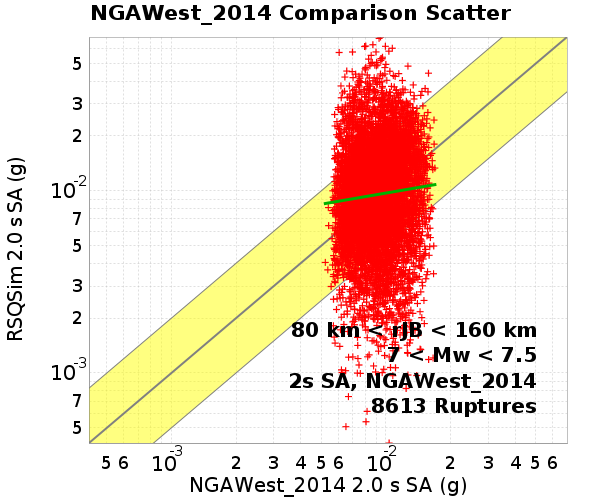 NGAWest_2014 Comparison Scatter
RSQSim 2.0 s SA (g)
5
3
2
10-2
7
5
3
2
10-3
7
5
80 km < rJB < 160 km
7 < Mw < 7.5
2s SA, NGAWest_2014
8613 Ruptures
5 6 10-3 2 3 4 5 6 10-2 2 3 4 5 6
NGAWest_2014 2.0 s SA (g)